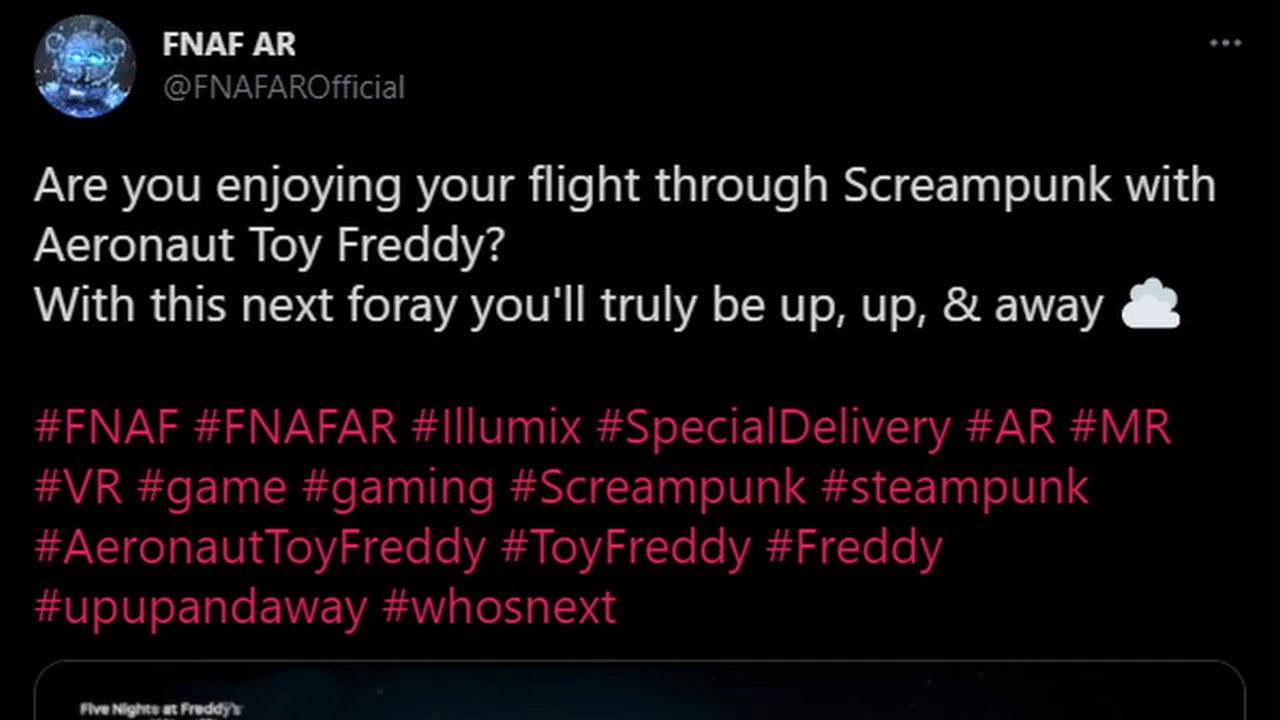 FNAF AR
@FNAFAROfficial
Are you enjoying your flight through Screampunk with
Aeronaut Toy Freddy?
With this next foray you'll truly be up, up, & away ☁️
#FNAF #FNAFAR #Illumix #SpecialDelivery #AR #MR
#VR #game #gaming #Screampunk #steampunk
#AeronautToyFreddy #ToyFreddy #Freddy
#upupandaway #whosnext
Five Nights at Freddy's